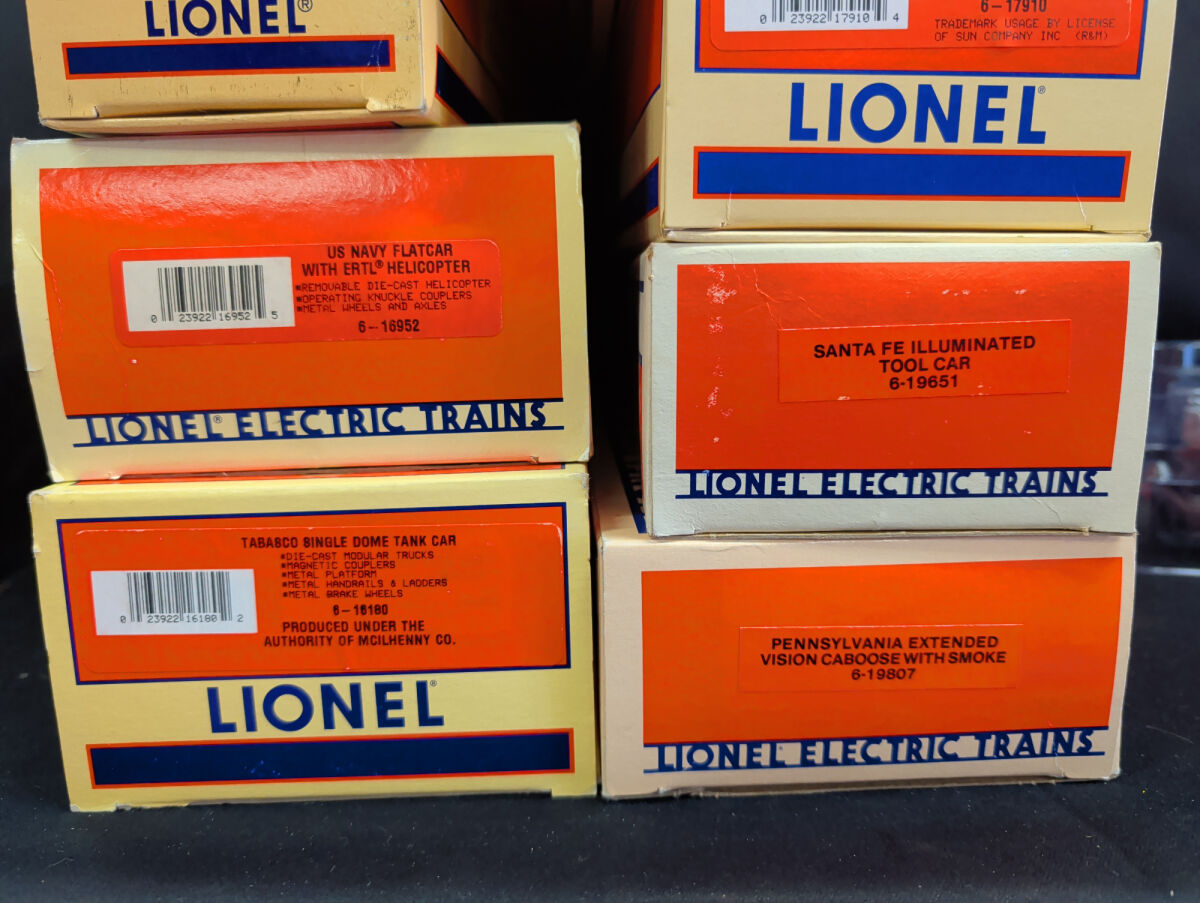 LIONEL®
US NAVY FLATCAR
WITH ERTL® HELICOPTER
*REMOVABLE DIE-CAST HELICOPTER
*OPERATING KNUCKLE COUPLERS
*METAL WHEELS AND AXLES
6-16952
0 23922 16952 5
LIONEL® ELECTRIC TRAINS
TABASCO SINGLE DOME TANK CAR
*DIE-CAST MODULAR TRUCKS
*MAGNETIC COUPLERS
*METAL PLATFORM
*METAL HANDRAILS & LADDERS
*METAL BRAKE WHEELS
6-16180
PRODUCED UNDER THE
AUTHORITY OF MCILHENNY CO.
0 23922 16180 2
LIONEL®
6-17910
0 23922 17910 4
TRADEMARK USAGE BY LICENSE
OF SUN COMPANY INC (R&M)
LIONEL®
SANTA FE ILLUMINATED
TOOL CAR
6-19651
LIONEL ELECTRIC TRAINS
PENNSYLVANIA EXTENDED
VISION CABOOSE WITH SMOKE
6-19807
LIONEL ELECTRIC TRAINS